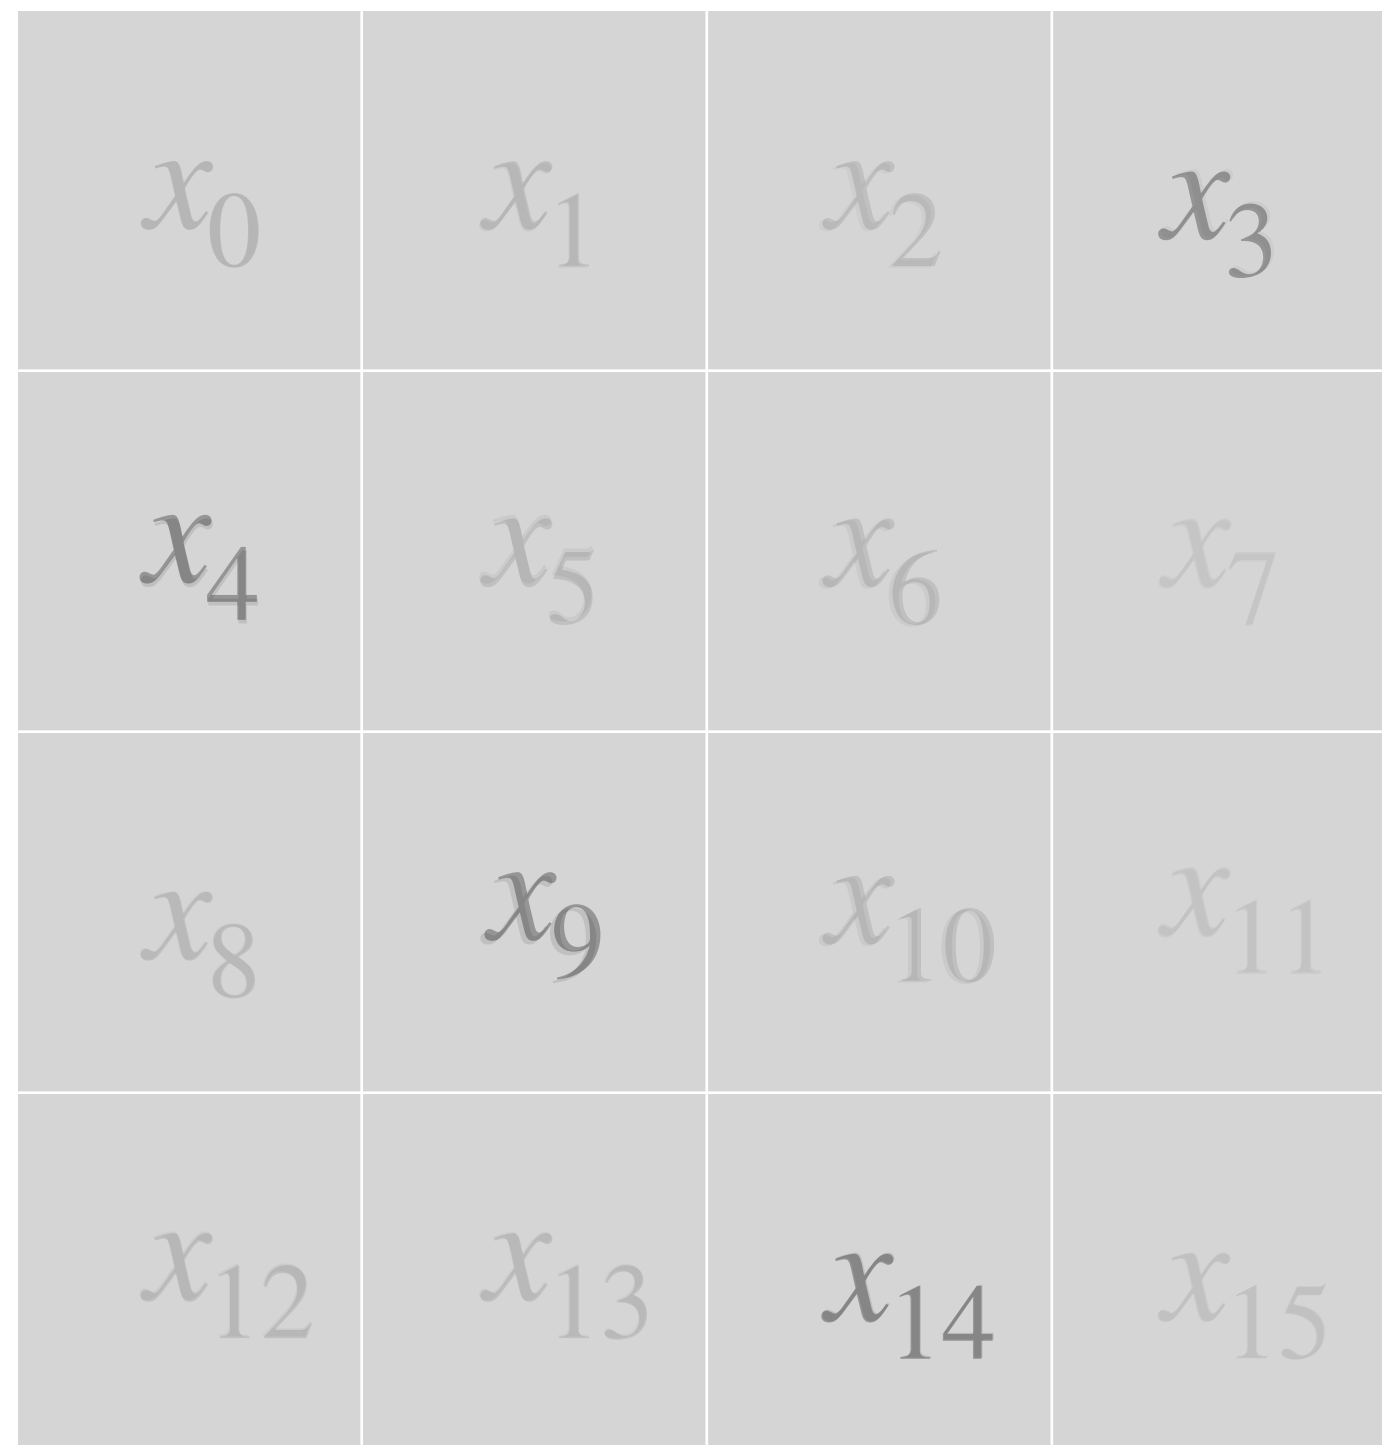 x₀ x₁ x₂ x₃
x₄ x₅ x₆ x₇
x₈ x₉ x₁₀ x₁₁
x₁₂ x₁₃ x₁₄ x₁₅